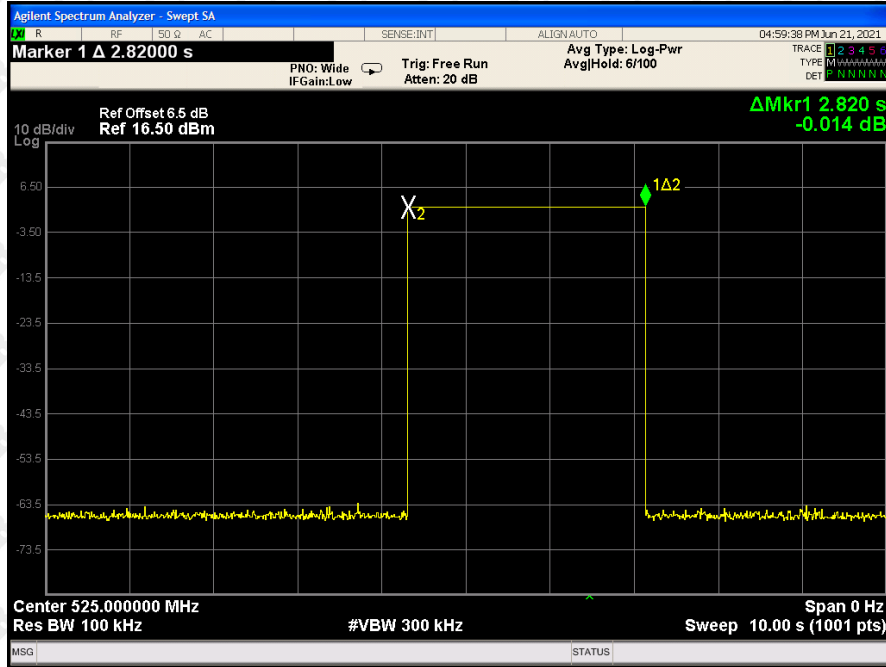 Agilent Spectrum Analyzer - Swept SA
LXI R RF 50 Ω AC SENSE:INT ALIGN AUTO 04:59:38 PM Jun 21, 2021
Marker 1 Δ 2.82000 s
PNO: Wide
IFGain:Low
Trig: Free Run
Atten: 20 dB
Avg Type: Log-Pwr
Avg|Hold: 6/100
TRACE 1 2 3 4 5 6
TYPE M
DET P N N N N N
ΔMkr1 2.820 s
-0.014 dB
Ref Offset 6.5 dB
10 dB/div Ref 16.50 dBm
Log
1Δ2
X2
6.50
-3.50
-13.5
-23.5
-33.5
-43.5
-53.5
-63.5
-73.5
Center 525.000000 MHz Span 0 Hz
Res BW 100 kHz #VBW 300 kHz Sweep 10.00 s (1001 pts)
MSG STATUS